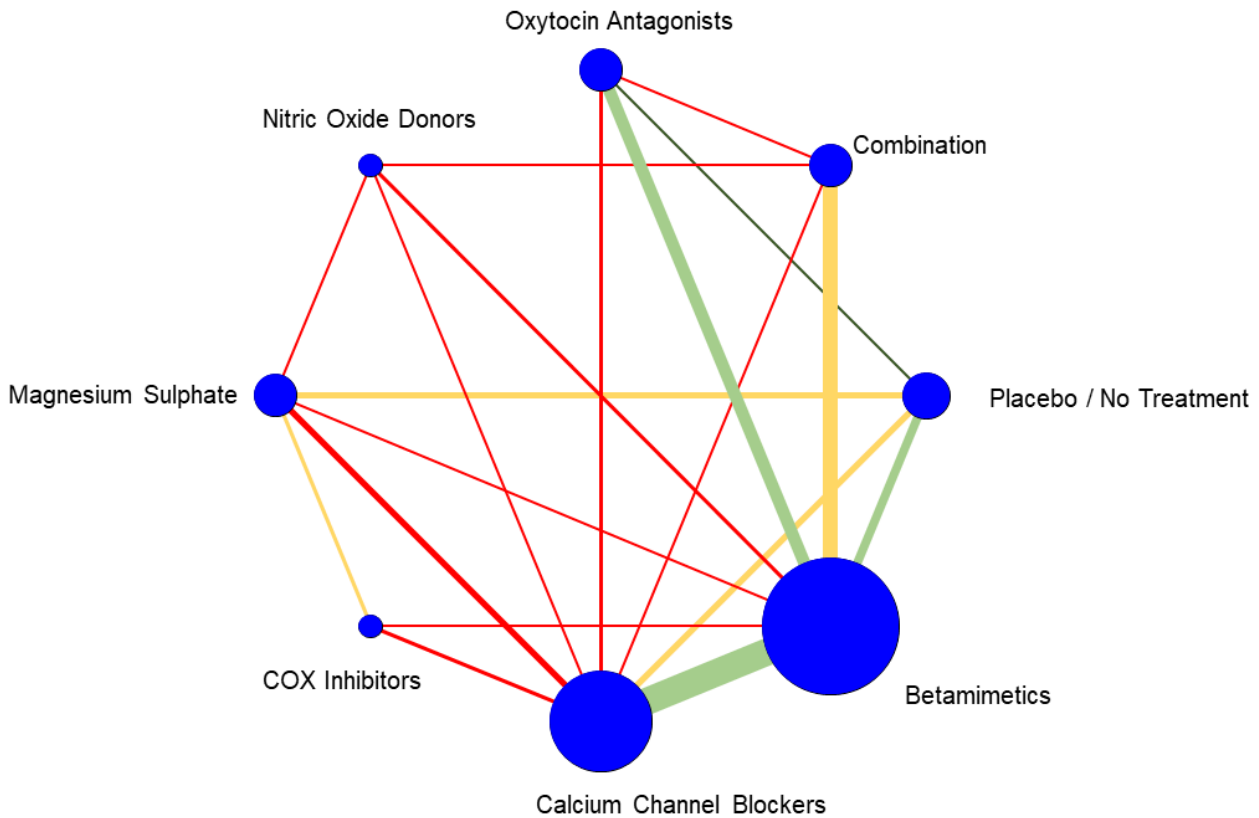 Oxytocin Antagonists
Nitric Oxide Donors
Combination
Magnesium Sulphate
Placebo / No Treatment
COX Inhibitors
Betamimetics
Calcium Channel Blockers